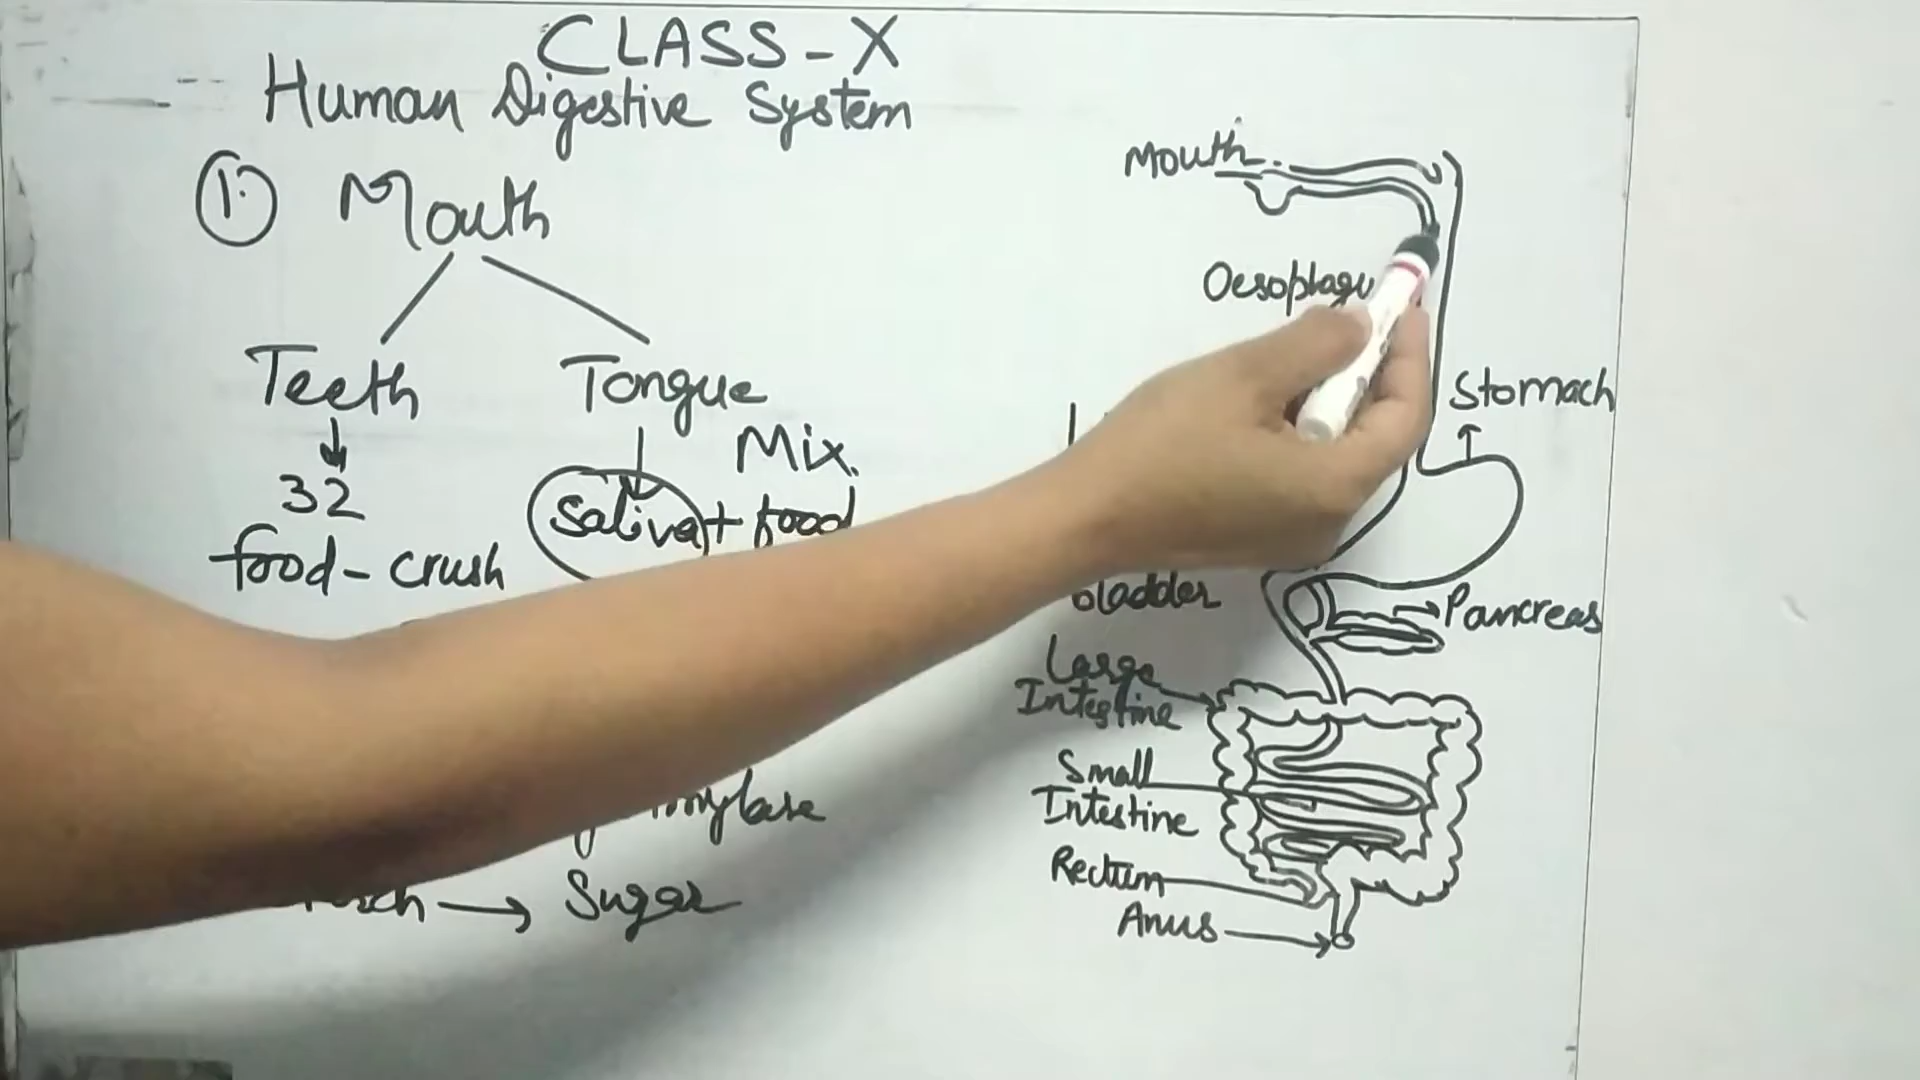 CLASS-X
Human Digestive System
1. Mouth
Teeth Tongue
32
food - crush
Mix.
Saliva + food
Sugar
Mouth
Stomach
bladder
Pancreas
Large
Intestine
Small
Intestine
Rectum
Anus